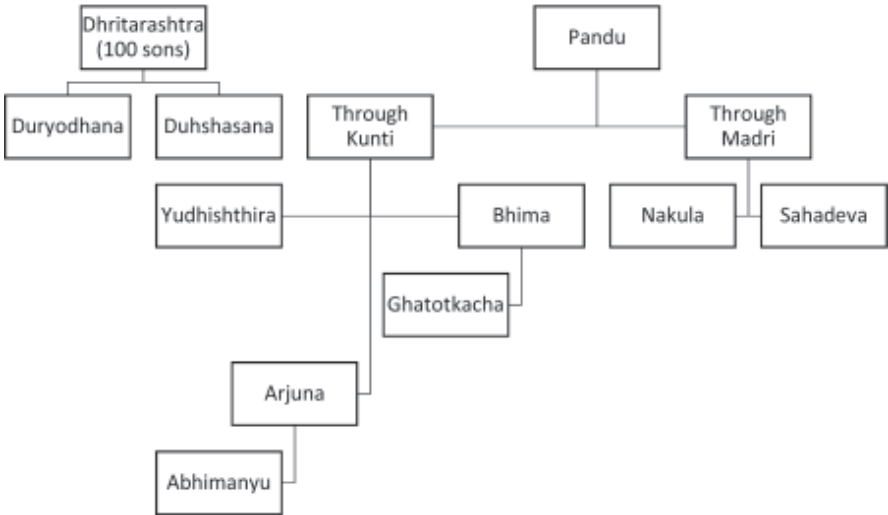 Dhritarashtra
(100 sons)
Pandu
Duryodhana
Duhshasana
Through
Kunti
Through
Madri
Yudhishthira
Bhima
Nakula
Sahadeva
Ghatotkacha
Arjuna
Abhimanyu